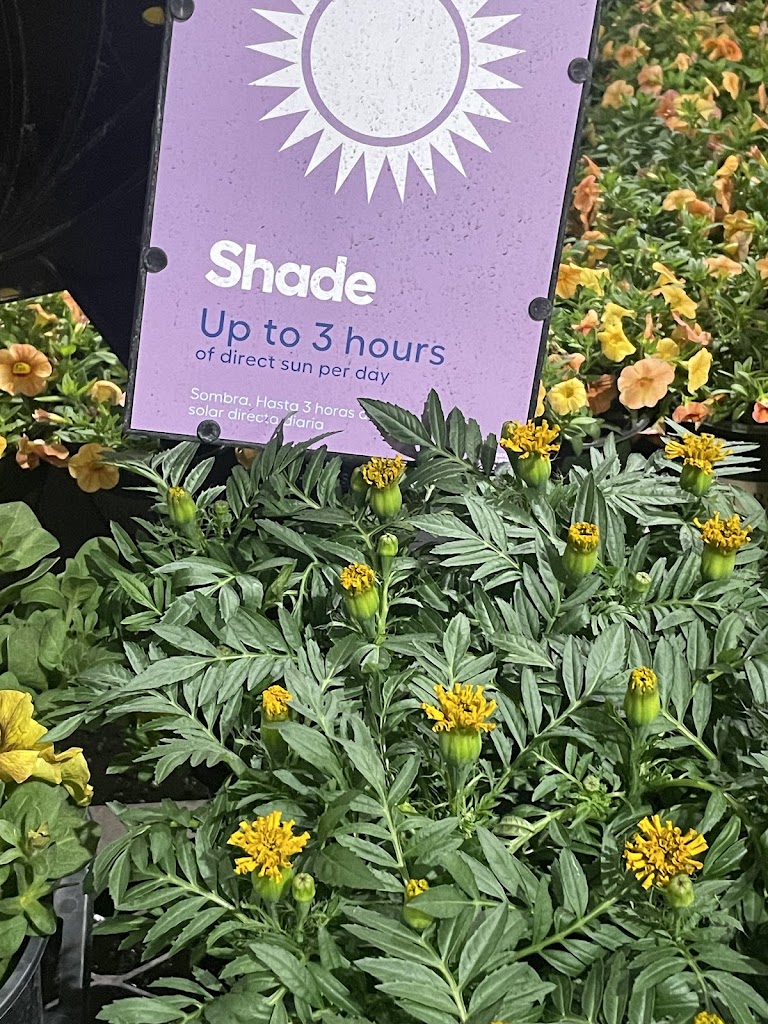 Shade
Up to 3 hours
of direct sun per day
Sombra. Hasta 3 horas
solar directa diaria